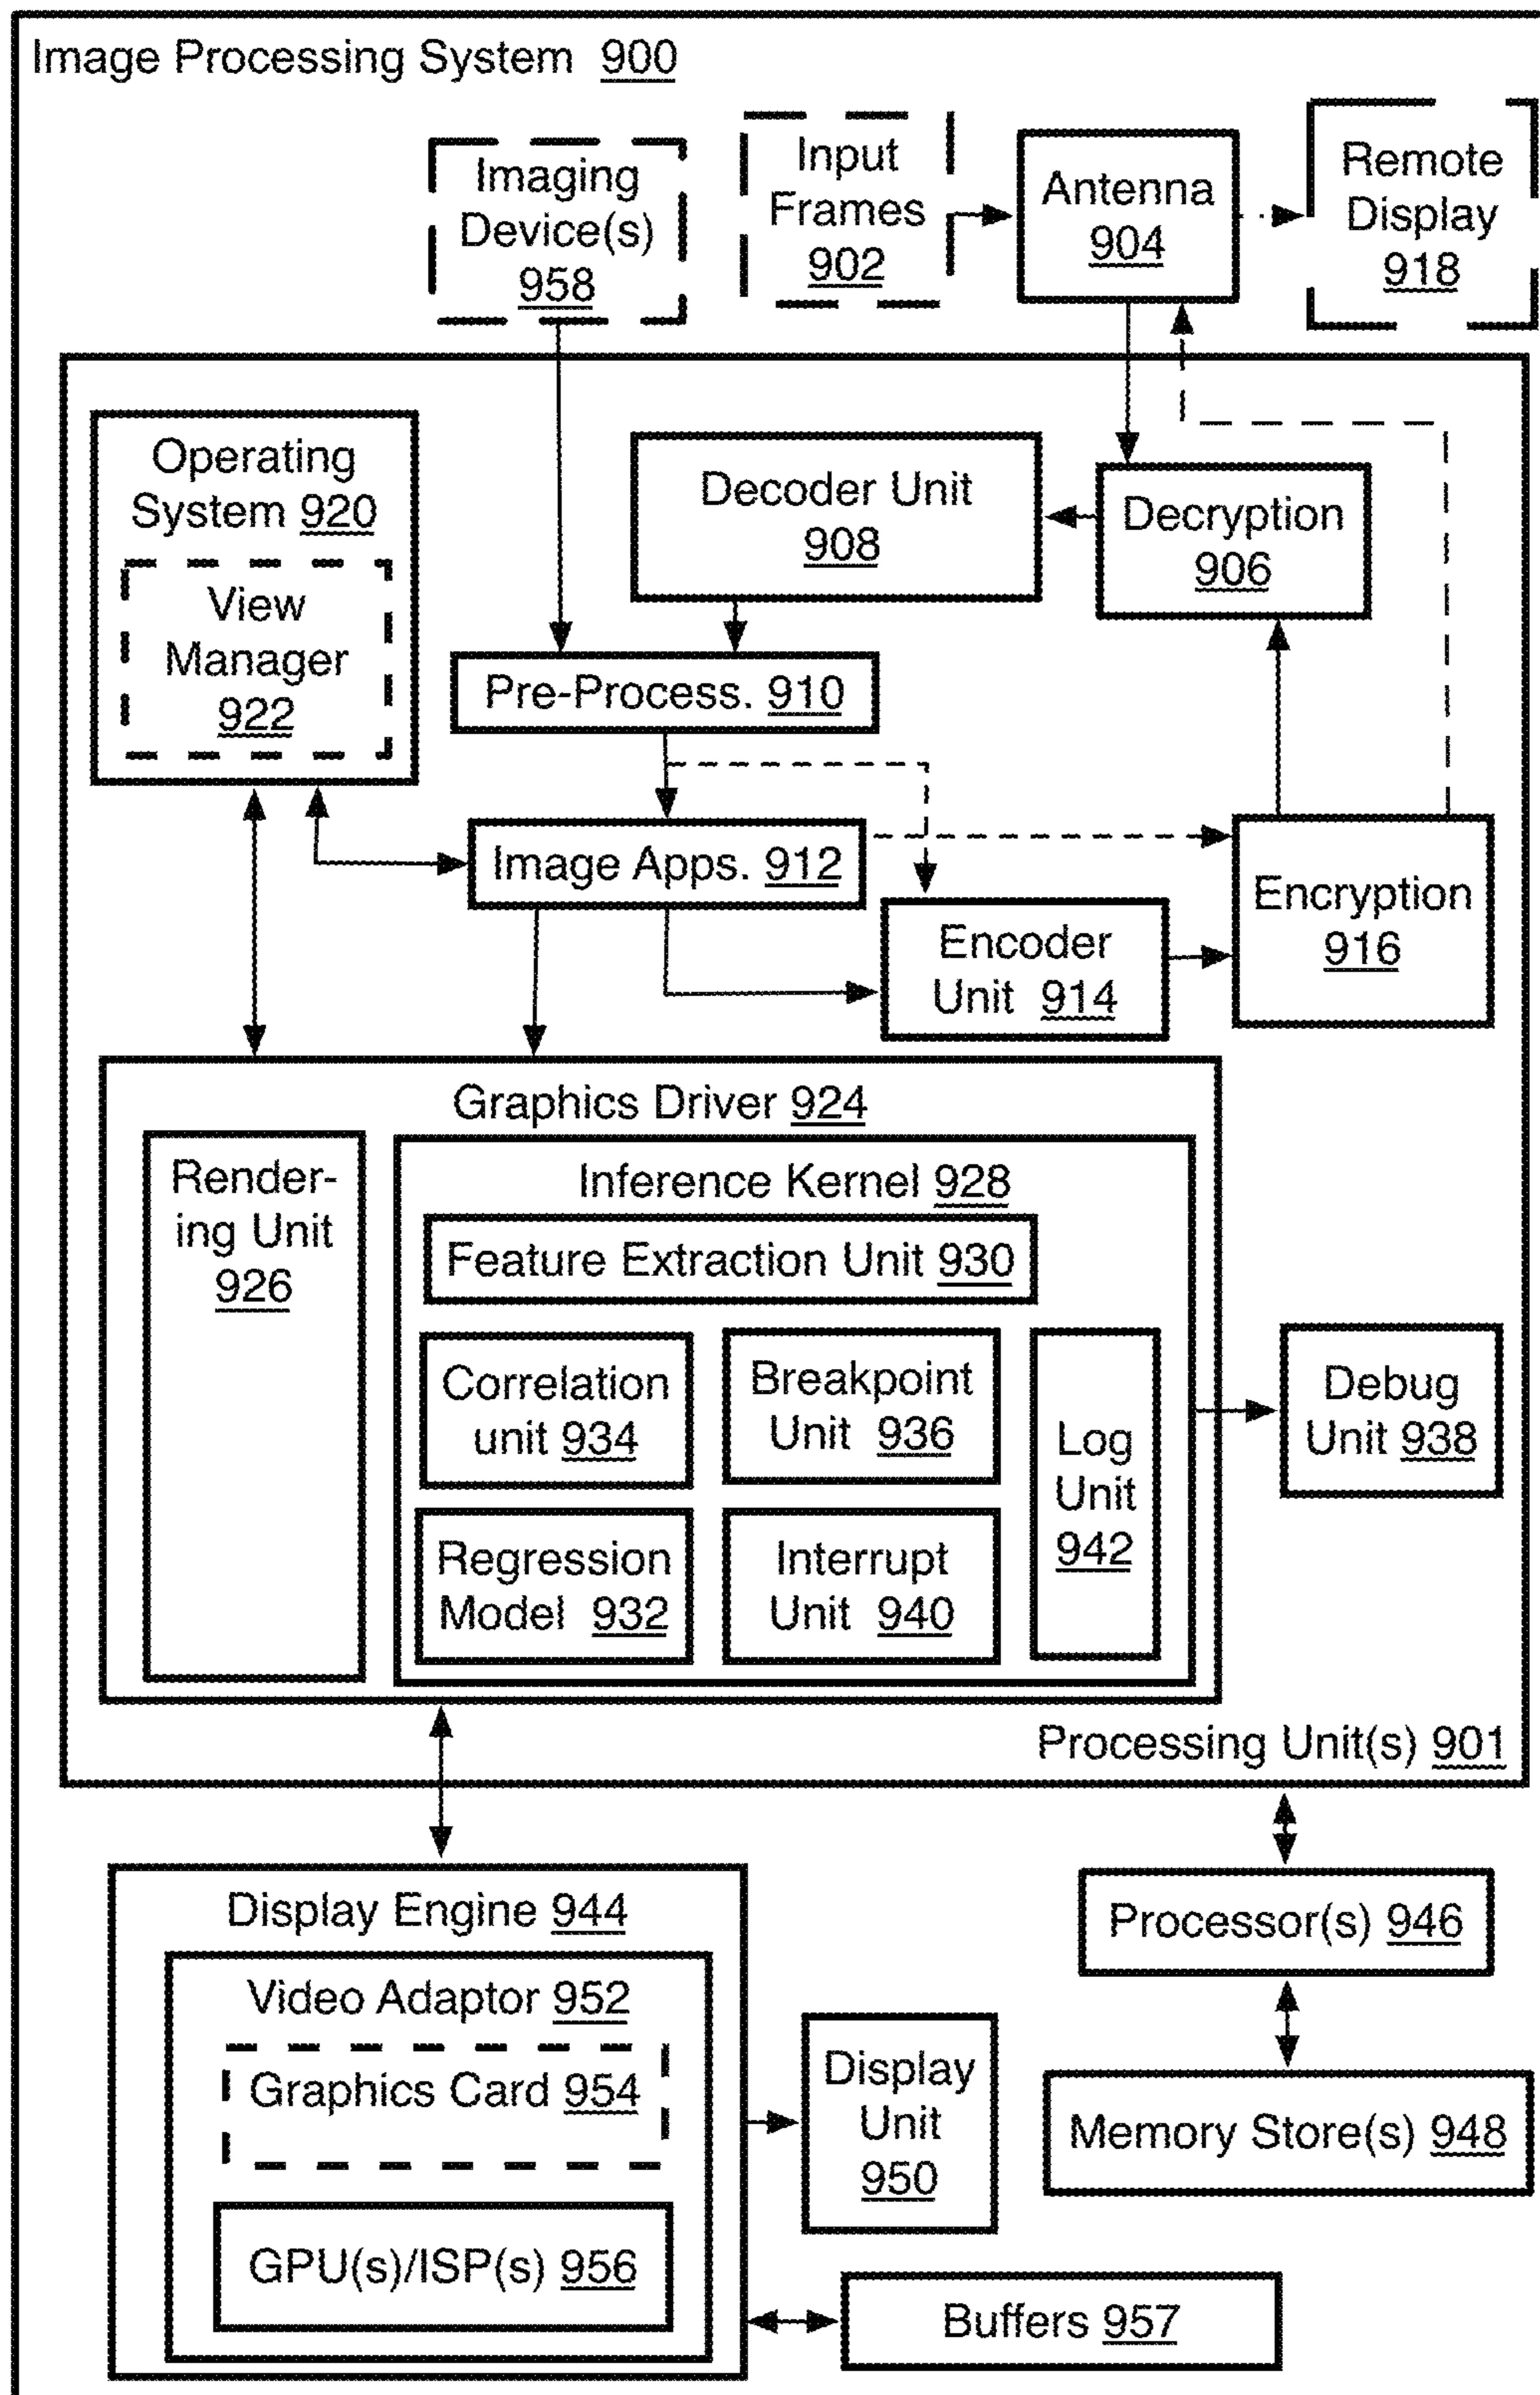 Image Processing System 900
Imaging
Device(s)
958
Input
Frames
902
Antenna
904
Remote
Display
918
Operating
System 920
View
Manager
922
Decoder Unit
908
Decryption
906
Pre-Process. 910
Image Apps. 912
Encoder
Unit 914
Encryption
916
Graphics Driver 924
Render-
ing Unit
926
Inference Kernel 928
Feature Extraction Unit 930
Correlation
unit 934
Breakpoint
Unit 936
Log
Unit
942
Regression
Model 932
Interrupt
Unit 940
Debug
Unit 938
Processing Unit(s) 901
Display Engine 944
Video Adaptor 952
Graphics Card 954
GPU(s)/ISP(s) 956
Display
Unit
950
Processor(s) 946
Memory Store(s) 948
Buffers 957